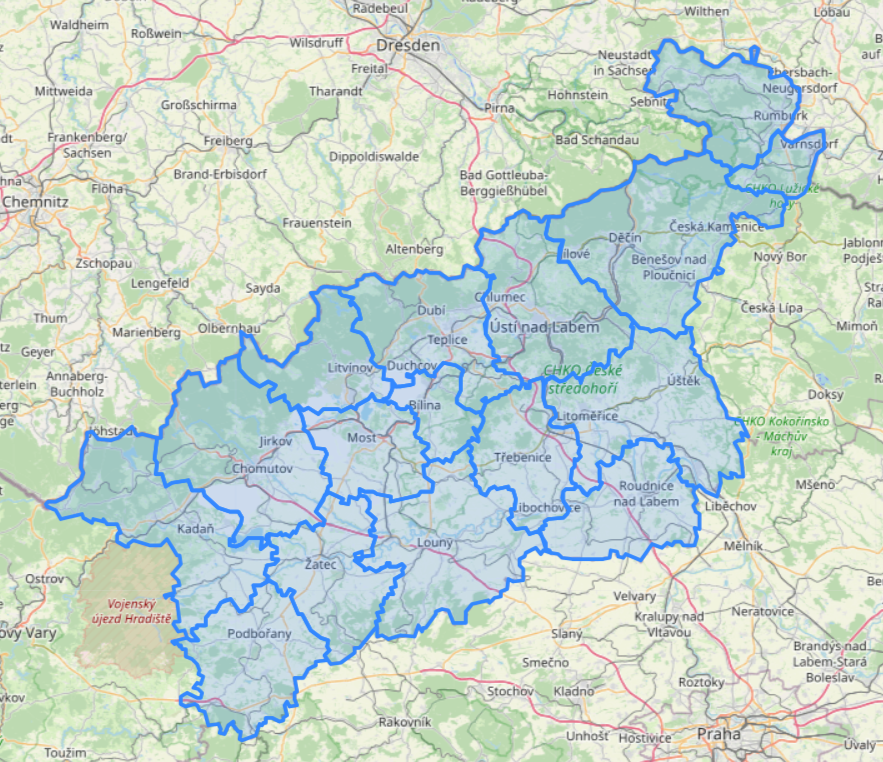 Radebeul
Wilthen
Löbau
Waldheim
Roßwein
Wilsdruff
Dresden
Freital
Neustadt
in Sachsen
Mittweida
Tharandt
Hohnstein
Großschirma
Pirna
Sebnitz
Rumburk
Frankenberg/
Sachsen
Freiberg
Bad Schandau
Varnsdorf
Dippoldiswalde
Brand-Erbisdorf
Bad Gottleuba-
Berggießhübel
Flöha
CHKO Lužické
hory
Chemnitz
Frauenstein
Česká Kamenice
Děčín
Altenberg
Jílové
Nový Bor
Benešov nad
Ploučnicí
Zschopau
Lengefeld
Sayda
Chlumec
Dubí
Česká Lípa
Thum
Marienberg
Olbernhau
Ústí nad Labem
Mimoň
Teplice
Geyer
Litvínov
Duchcov
CHKO České
středohoří
Annaberg-
Buchholz
Úštěk
Doksy
Bílina
Litoměřice
CHKO Kokořínsko
- Máchův
kraj
Jirkov
Most
Třebenice
Chomutov
Mšeno
Roudnice
nad Labem
Libochovice
Liběchov
Kadaň
Louny
Mělník
Žatec
Ostrov
Velvary
Vojenský
újezd Hradiště
Neratovice
Kralupy nad
Vltavou
Podbořany
Slaný
Brandýs nad
Labem-Stará
Boleslav
Smečno
Roztoky
Stochov
Kladno
Rakovník
Unhošť
Hostivice
Praha
Úvaly
Toužim